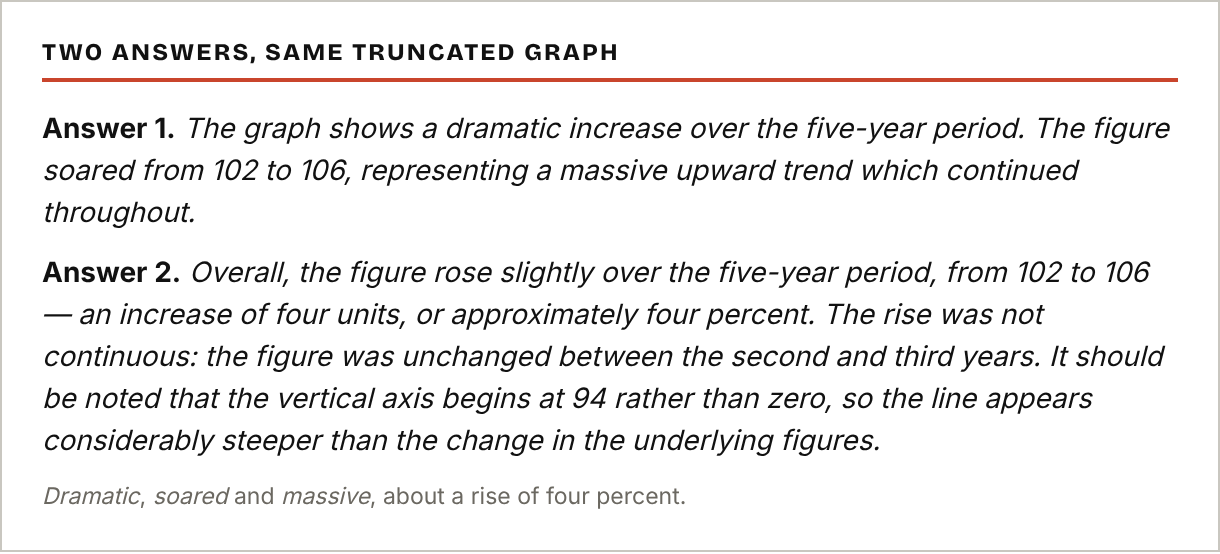 TWO ANSWERS, SAME TRUNCATED GRAPH
Answer 1. The graph shows a dramatic increase over the five-year period. The figure
soared from 102 to 106, representing a massive upward trend which continued
throughout.
Answer 2. Overall, the figure rose slightly over the five-year period, from 102 to 106
— an increase of four units, or approximately four percent. The rise was not
continuous: the figure was unchanged between the second and third years. It should
be noted that the vertical axis begins at 94 rather than zero, so the line appears
considerably steeper than the change in the underlying figures.
Dramatic, soared and massive, about a rise of four percent.